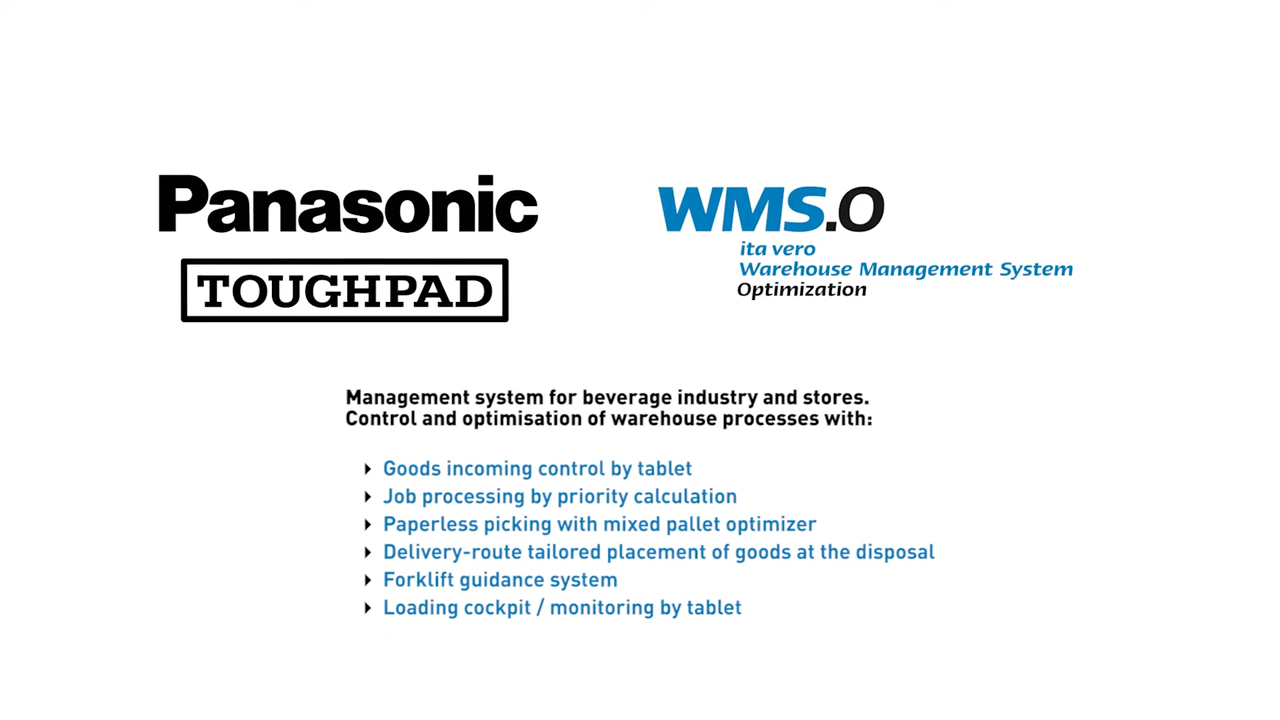 Panasonic
TOUGHPAD
WMS.O
ita vero
Warehouse Management System
Optimization
Management system for beverage industry and stores.
Control and optimisation of warehouse processes with:
Goods incoming control by tablet
Job processing by priority calculation
Paperless picking with mixed pallet optimizer
Delivery-route tailored placement of goods at the disposal
Forklift guidance system
Loading cockpit / monitoring by tablet